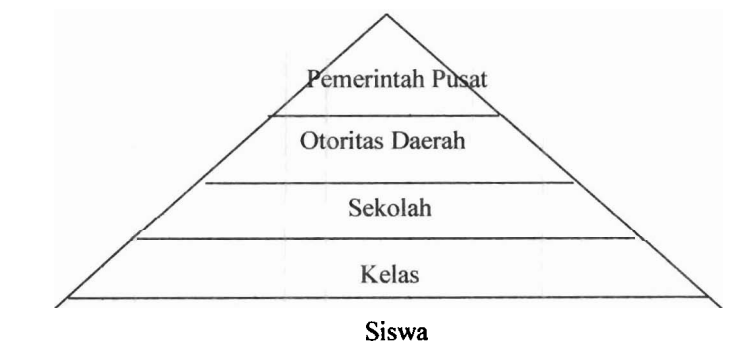 Pemerintah Pusat
Otoritas Daerah
Sekolah
Kelas
Siswa